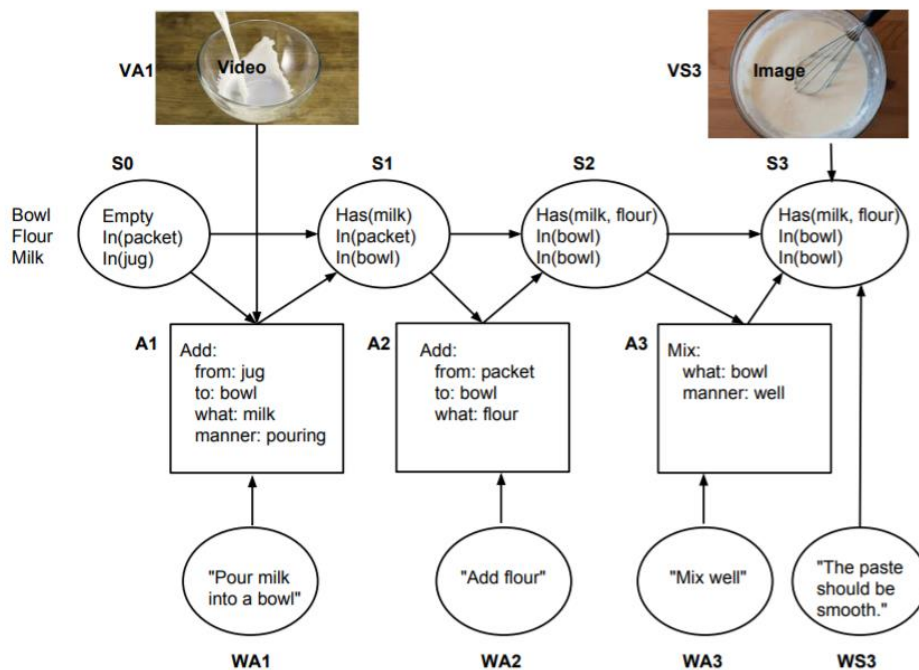 VA1
Video
VS3
Image
S0
S1
S2
S3
Bowl
Flour
Milk
Empty
In(packet)
In(jug)
Has(milk)
In(packet)
In(bowl)
Has(milk, flour)
In(bowl)
In(bowl)
Has(milk, flour)
In(bowl)
In(bowl)
A1
Add:
from: jug
to: bowl
what: milk
manner: pouring
A2
Add:
from: packet
to: bowl
what: flour
A3
Mix:
what: bowl
manner: well
"Pour milk
into a bowl"
"Add flour"
"Mix well"
"The paste
should be
smooth."
WA1
WA2
WA3
WS3